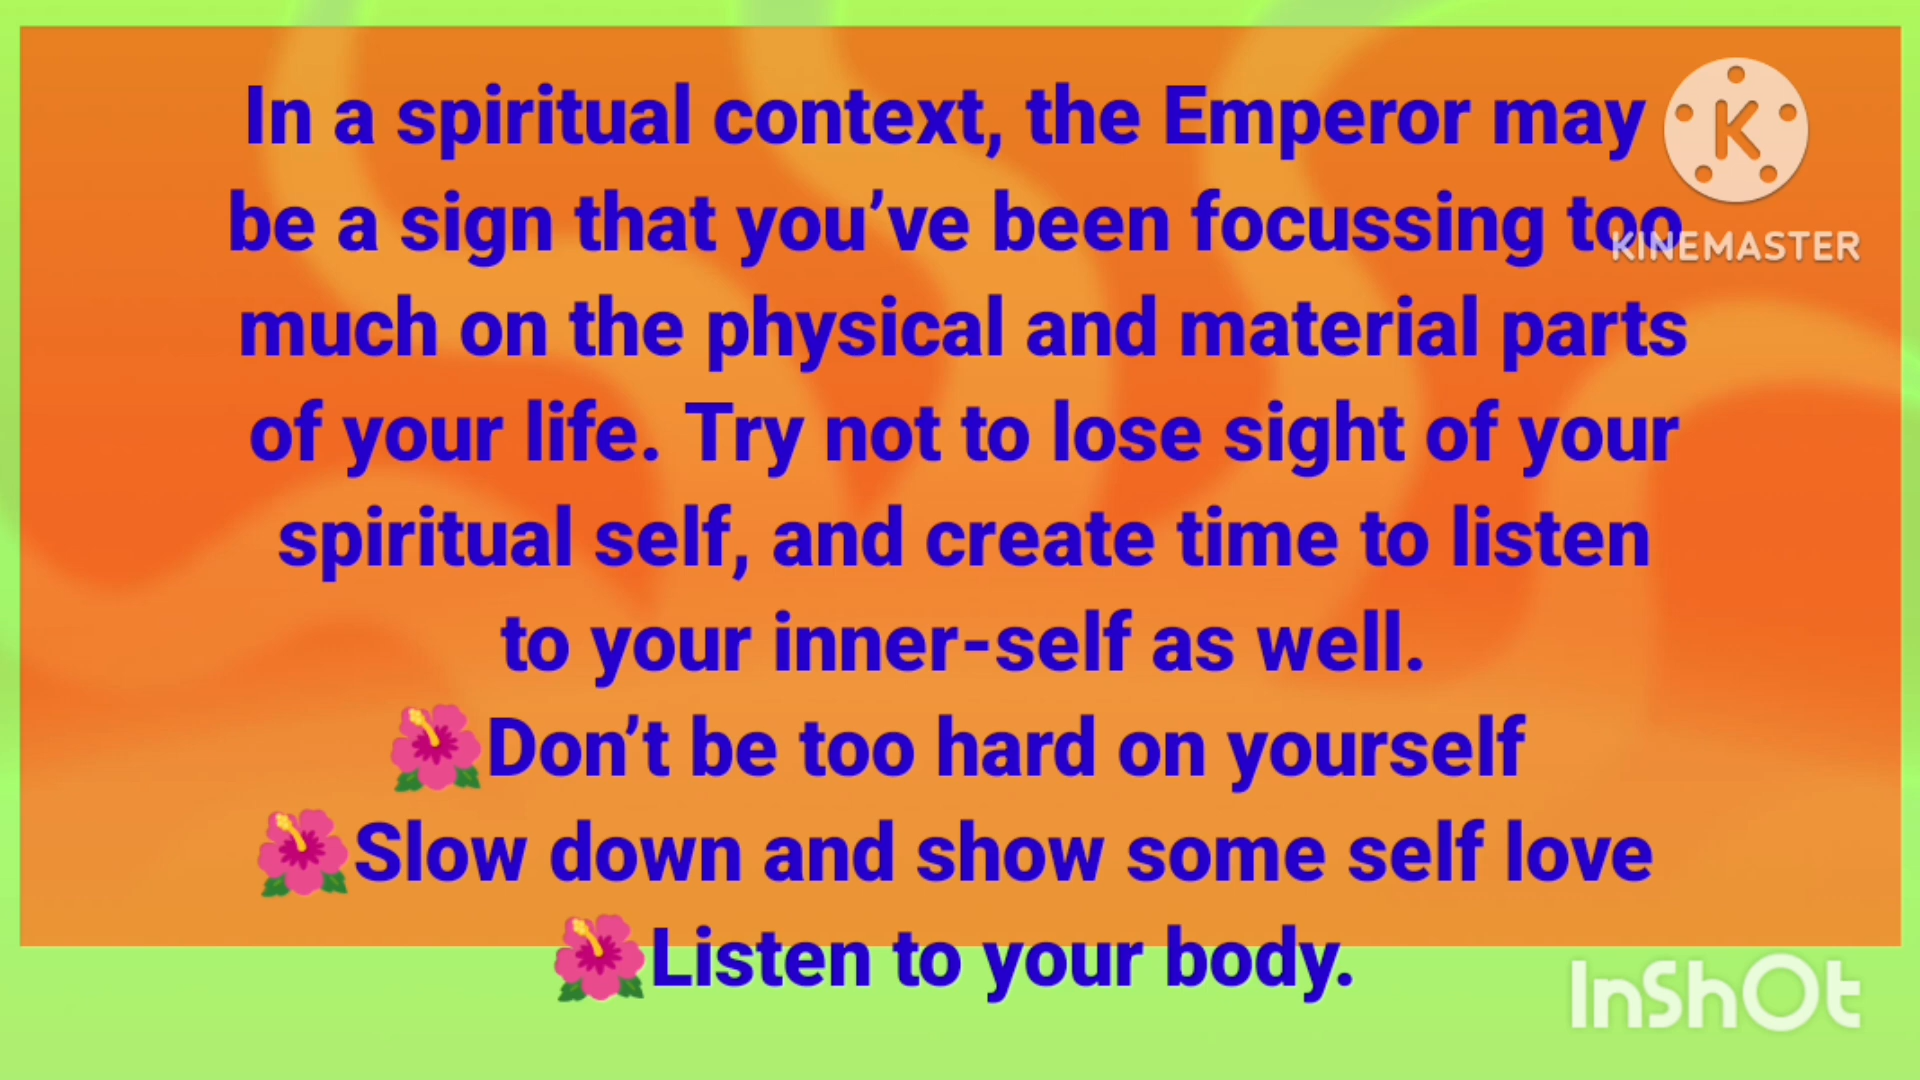 In a spiritual context, the Emperor may
be a sign that you’ve been focussing too
much on the physical and material parts
of your life. Try not to lose sight of your
spiritual self, and create time to listen
to your inner-self as well.
🌺Don’t be too hard on yourself
🌺Slow down and show some self love
🌺Listen to your body.
K
KINEMASTER
InShOt